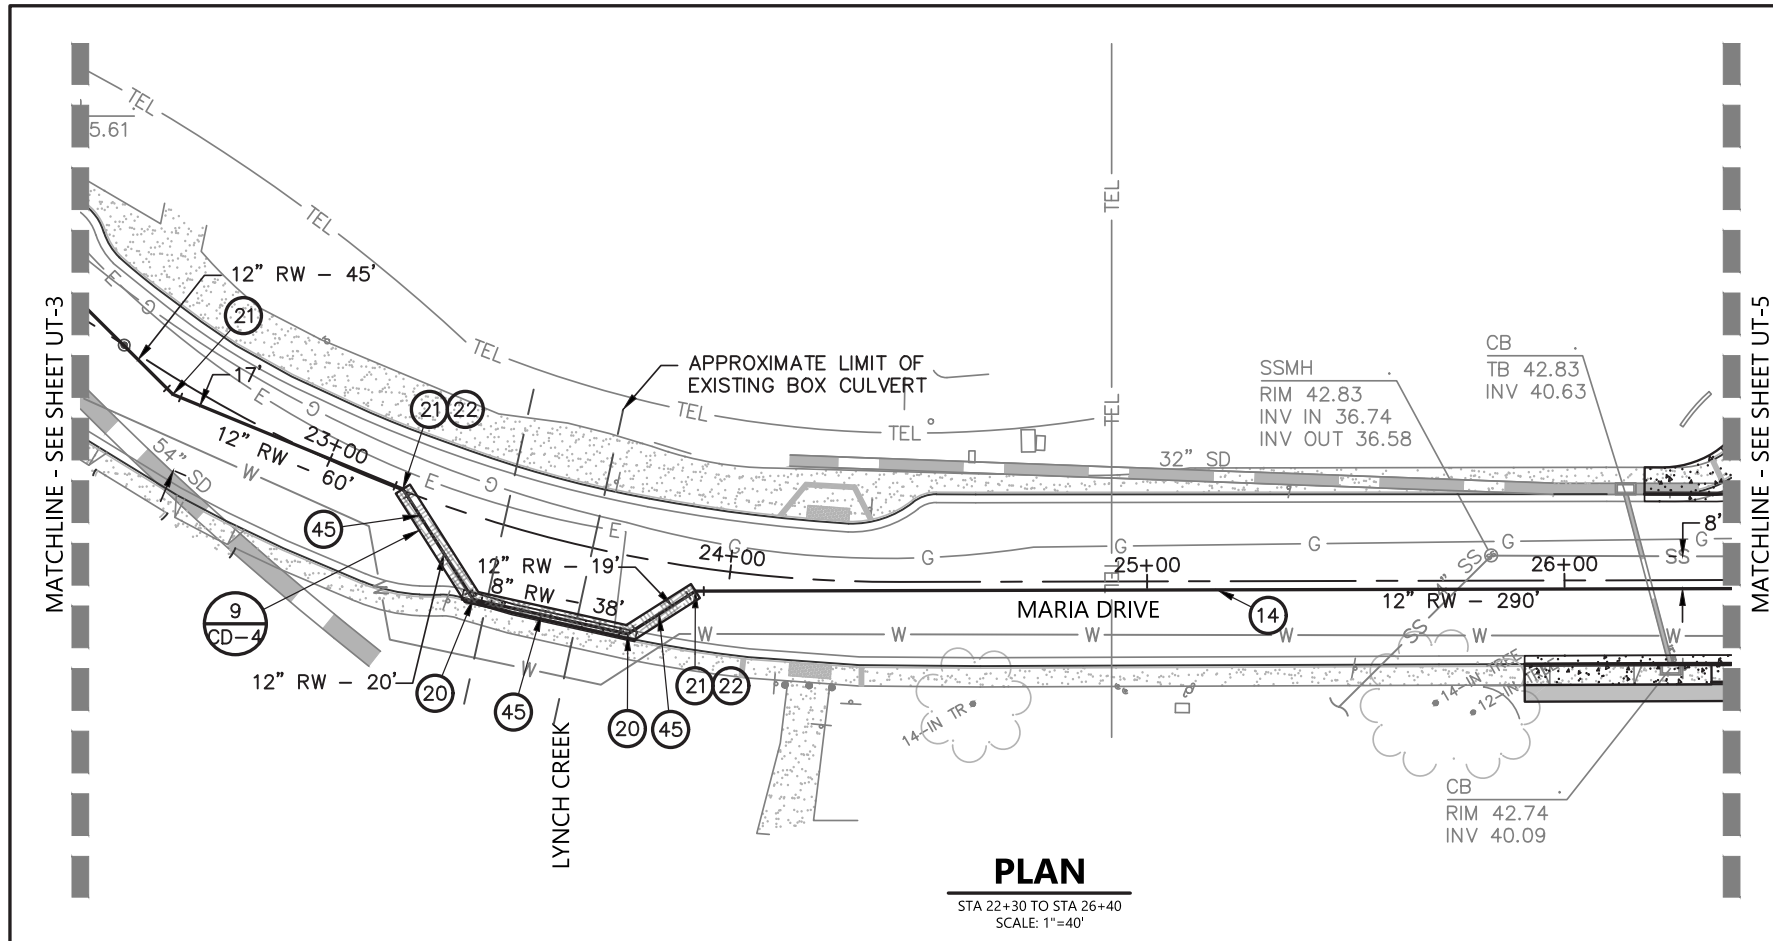 MATCHLINE - SEE SHEET UT-3
TEL
5.61
TEL
TEL
TEL
TEL
TEL
TEL
TEL
12" RW - 45'
21
17'
E
G
E
G
23+00
12" RW - 60'
W
54" SD
APPROXIMATE LIMIT OF
EXISTING BOX CULVERT
21
22
E
G
E
45
9
CD-4
12" RW - 20'
20
12" RW - 19'
8" RW - 38'
45
W
LYNCH CREEK
20
45
21
22
24+00
G
G
G
G
G
G
25+00
26+00
MARIA DRIVE
14
12" RW - 290'
W
W
W
W
W
W
32" SD
SSMH
RIM 42.83
INV IN 36.74
INV OUT 36.58
CB
TB 42.83
INV 40.63
8'
SS
SS
SS
14-IN TR
14-IN TREE
12-IN
CB
RIM 42.74
INV 40.09
MATCHLINE - SEE SHEET UT-5
PLAN
STA 22+30 TO STA 26+40
SCALE: 1"=40'